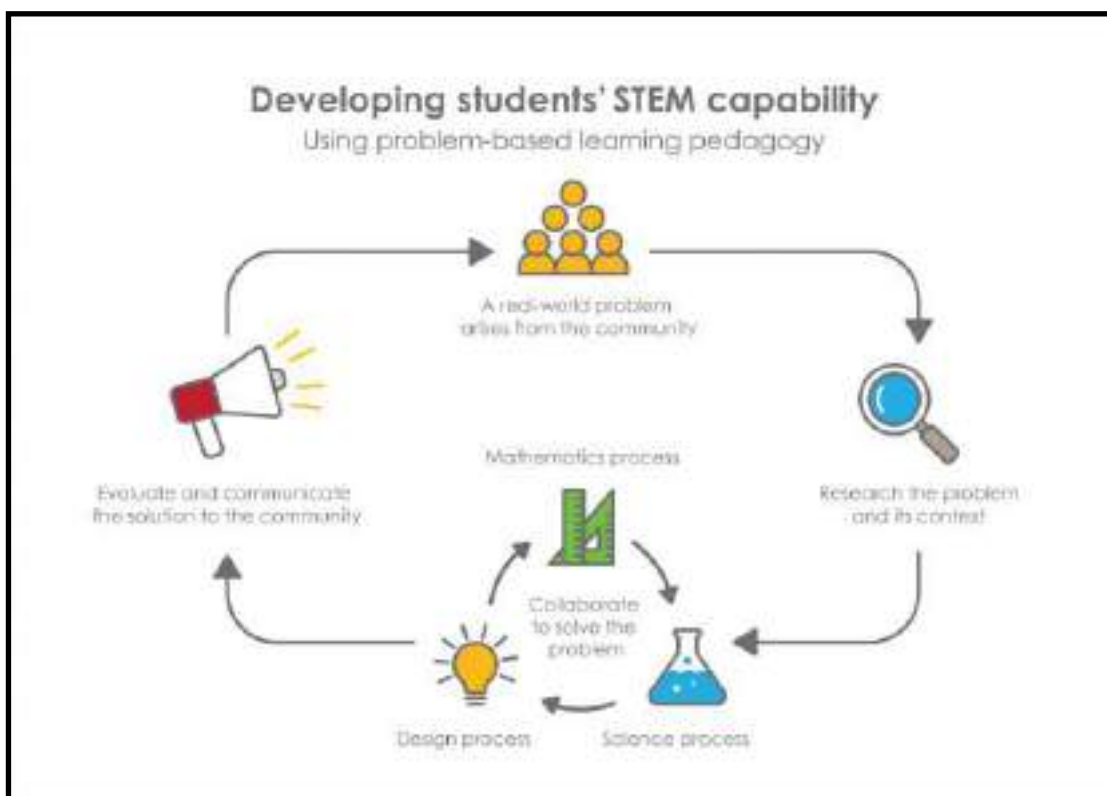 Developing students' STEM capability
Using problem-based learning pedagogy
A real-world problem
arises from the community
Research the problem
and its context
Mathematics process
Collaborate
to solve the
problem
Science process
Design process
Evaluate and communicate
the solution to the community